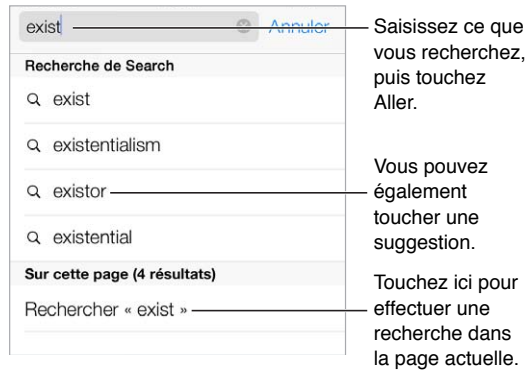 exist
Annuler
Recherche de Search
exist
existentialism
existor
existential
Sur cette page (4 résultats)
Rechercher « exist »
Saisissez ce que
vous recherchez,
puis touchez
Aller.
Vous pouvez
également
toucher une
suggestion.
Touchez ici pour
effectuer une
recherche dans
la page actuelle.